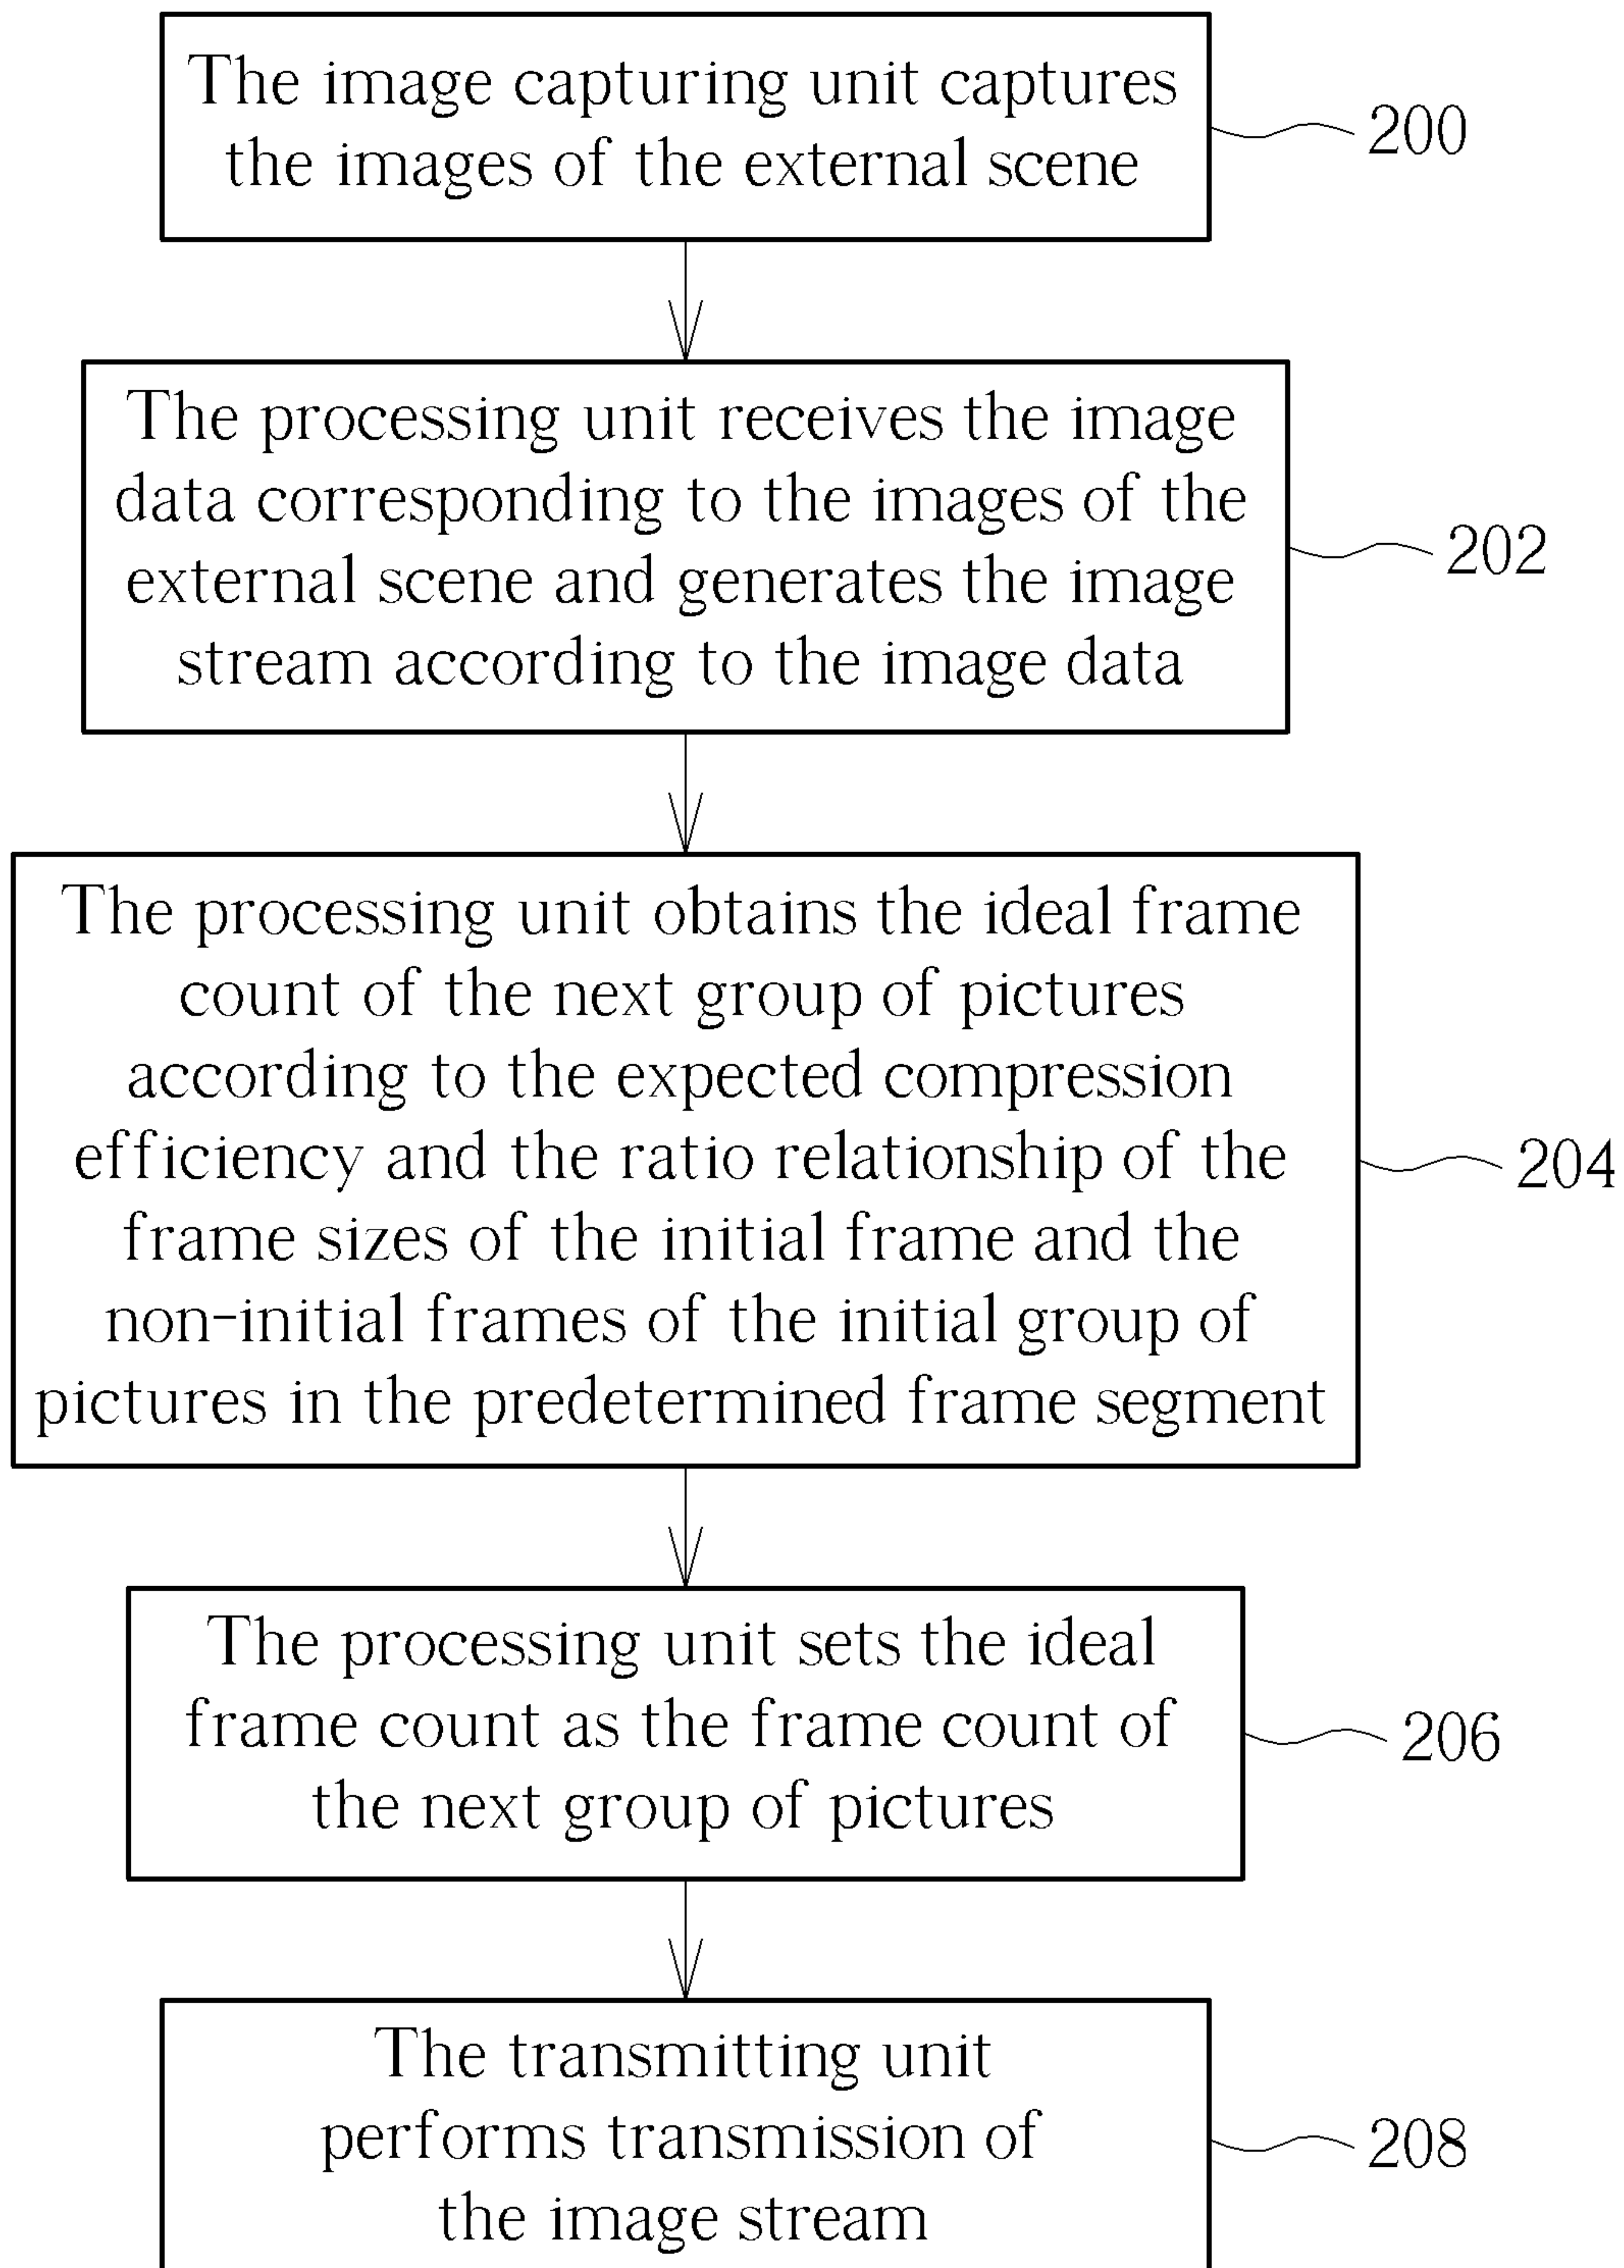 The image capturing unit captures
the images of the external scene
200
The processing unit receives the image
data corresponding to the images of the
external scene and generates the image
stream according to the image data
202
The processing unit obtains the ideal frame
count of the next group of pictures
according to the expected compression
efficiency and the ratio relationship of the
frame sizes of the initial frame and the
non-initial frames of the initial group of
pictures in the predetermined frame segment
204
The processing unit sets the ideal
frame count as the frame count of
the next group of pictures
206
The transmitting unit
performs transmission of
the image stream
208